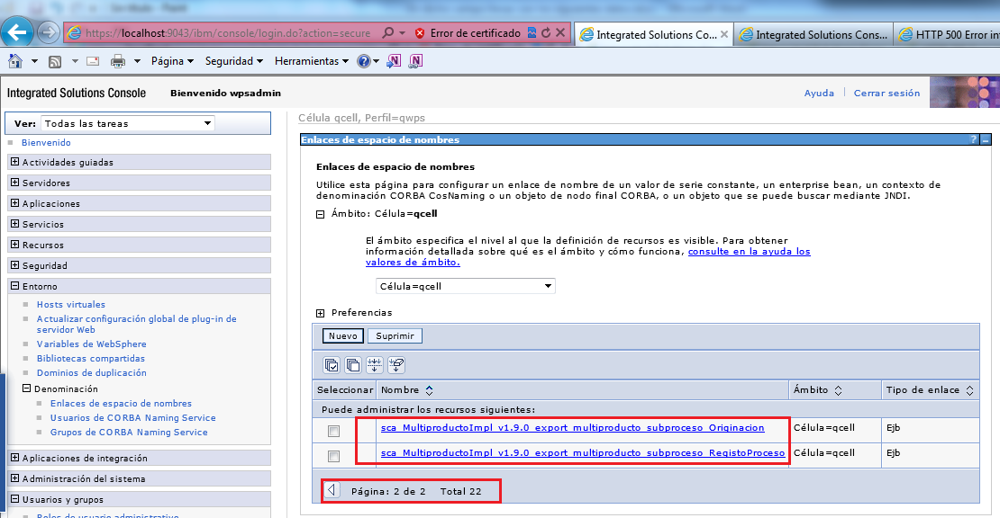 https://localhost:9043/ibm/console/login.do?action=secure
Error de certificado
Integrated Solutions Co...
Integrated Solutions Cons...
HTTP 500 Error in
Página
Seguridad
Herramientas
Integrated Solutions Console
Bienvenido wpsadmin
Ayuda
Cerrar sesión
Ver: Todas las tareas
Bienvenido
Actividades guiadas
Servidores
Aplicaciones
Servicios
Recursos
Seguridad
Entorno
Hosts virtuales
Actualizar configuración global de plug-in de
servidor Web
Variables de WebSphere
Bibliotecas compartidas
Dominios de duplicación
Denominación
Enlaces de espacio de nombres
Usuarios de CORBA Naming Service
Grupos de CORBA Naming Service
Aplicaciones de integración
Administración del sistema
Usuarios y grupos
Roles de usuario administrativo
Célula qcell, Perfil=qwps
Enlaces de espacio de nombres
? –
Enlaces de espacio de nombres
Utilice esta página para configurar un enlace de nombre de un valor de serie constante, un enterprise bean, un contexto de
denominación CORBA CosNaming o un objeto de nodo final CORBA, o un objeto que se puede buscar mediante JNDI.
Ámbito: Célula=qcell
El ámbito especifica el nivel al que la definición de recursos es visible. Para obtener
información detallada sobre qué es el ámbito y cómo funciona, consulte en la ayuda los
valores de ámbito.
Célula=qcell
Preferencias
Nuevo Suprimir
Seleccionar Nombre Ámbito Tipo de enlace
Puede administrar los recursos siguientes:
sca_MultiproductoImpl_v1.9.0_export_multiproducto_subproceso_Originacion Célula=qcell Ejb
sca_MultiproductoImpl_v1.9.0_export_multiproducto_subproceso_RegistoProceso Célula=qcell Ejb
Página: 2 de 2 Total 22